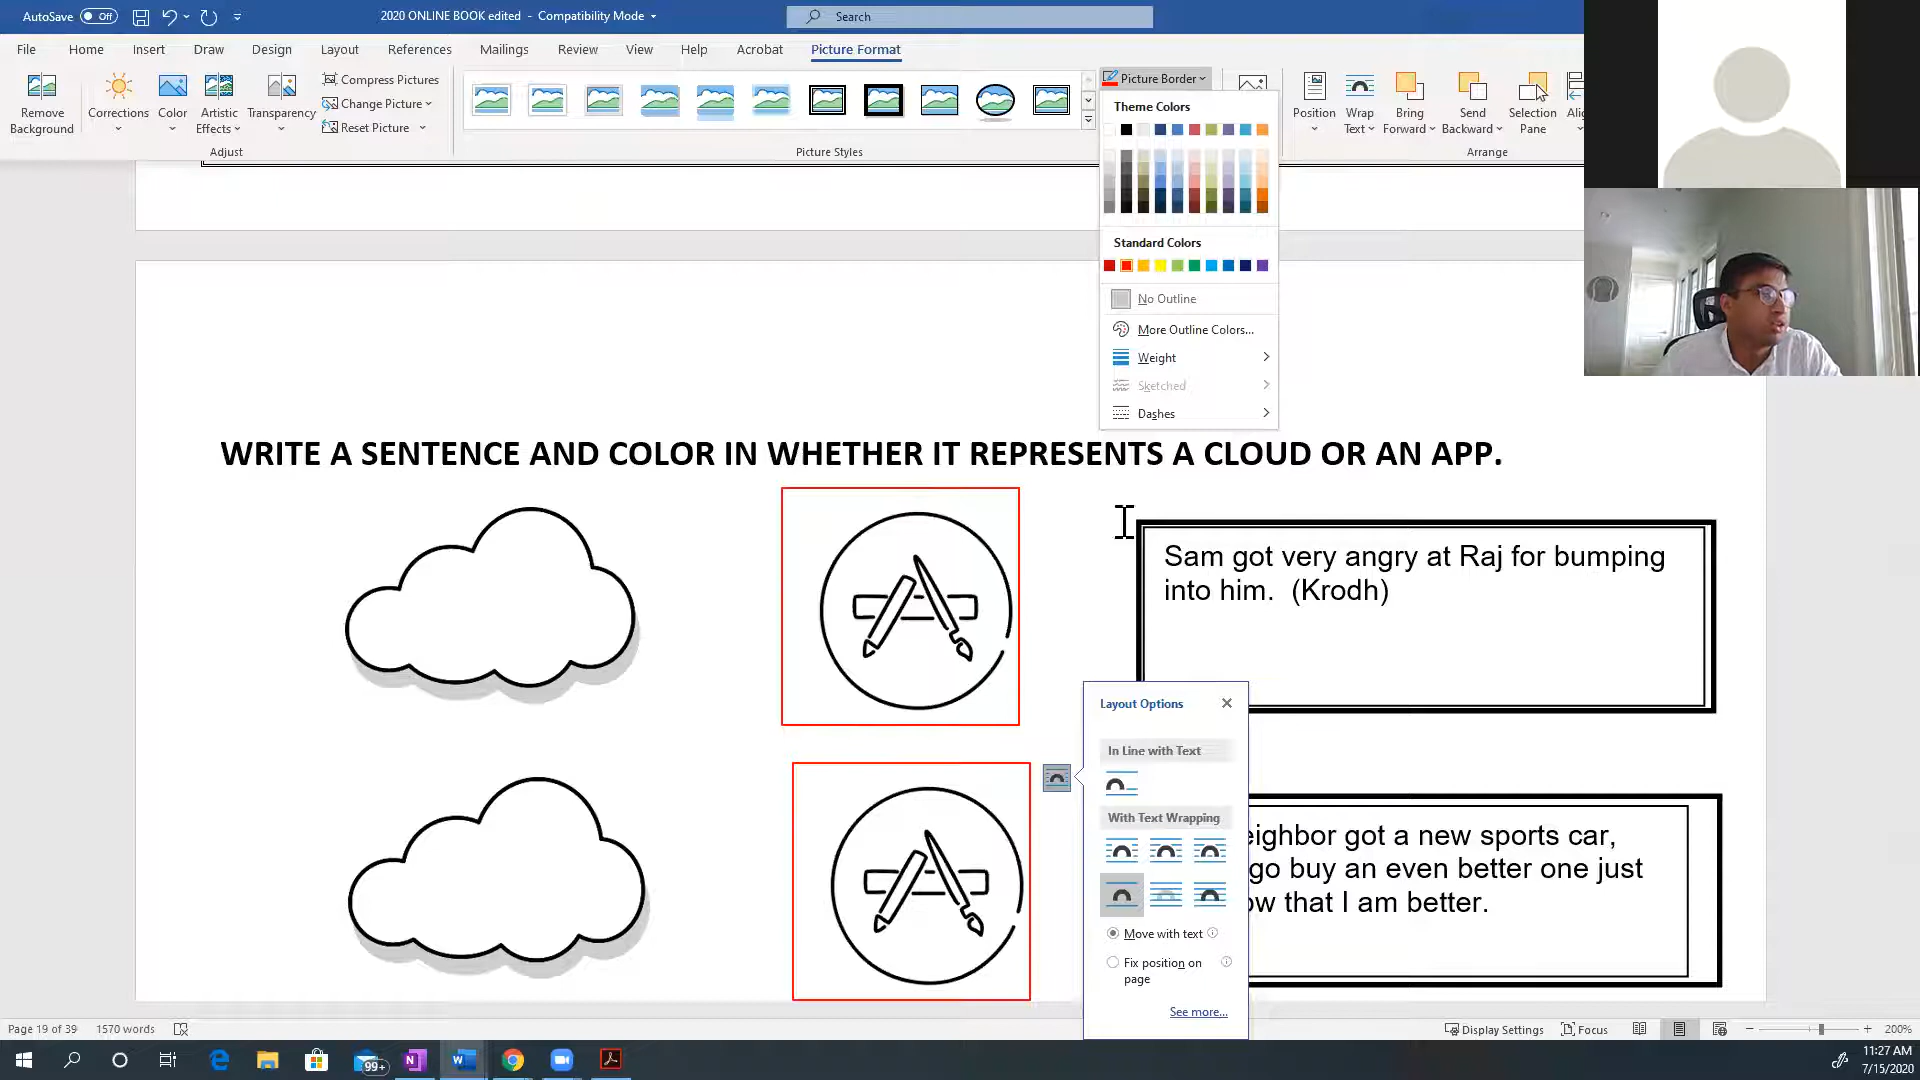 AutoSave Off 2020 ONLINE BOOK edited - Compatibility Mode Search
File Home Insert Draw Design Layout References Mailings Review View Help Acrobat Picture Format
Remove Background
Corrections
Color
Artistic Effects
Transparency
Compress Pictures
Change Picture
Reset Picture
Adjust
Picture Styles
Picture Border
Position
Wrap Text
Bring Forward
Send Backward
Selection Pane
Arrange
Theme Colors
Standard Colors
No Outline
More Outline Colors...
Weight
Sketched
Dashes
WRITE A SENTENCE AND COLOR IN WHETHER IT REPRESENTS A CLOUD OR AN APP.
Sam got very angry at Raj for bumping
into him. (Krodh)
Layout Options
In Line with Text
With Text Wrapping
Move with text
Fix position on
page
See more...
got a new sports car,
go buy an even better one just
that I am better.
Page 19 of 39 1570 words Display Settings Focus 200%
99+
11:27 AM
7/15/2020